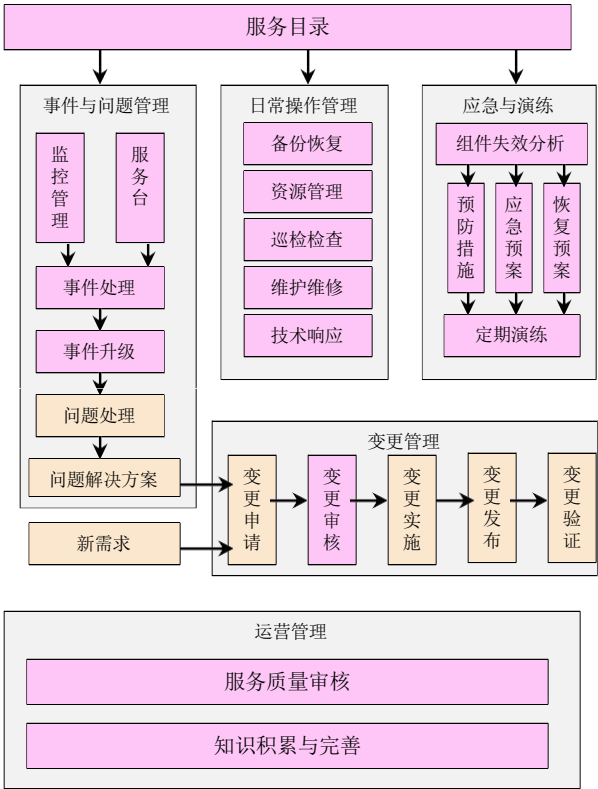 服务目录
事件与问题管理
监控管理
服务台
事件处理
事件升级
问题处理
问题解决方案
新需求
日常操作管理
备份恢复
资源管理
巡检检查
维护维修
技术响应
应急与演练
组件失效分析
预防措施
应急预案
恢复预案
定期演练
变更管理
变更申请
变更审核
变更实施
变更发布
变更验证
运营管理
服务质量审核
知识积累与完善